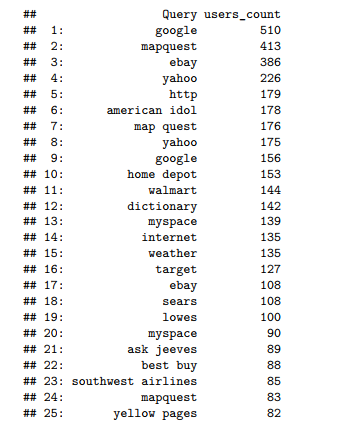 ## Query users_count
## 1: google 510
## 2: mapquest 413
## 3: ebay 386
## 4: yahoo 226
## 5: http 179
## 6: american idol 178
## 7: map quest 176
## 8: yahoo 175
## 9: google 156
## 10: home depot 153
## 11: walmart 144
## 12: dictionary 142
## 13: myspace 139
## 14: internet 135
## 15: weather 135
## 16: target 127
## 17: ebay 108
## 18: sears 108
## 19: lowes 100
## 20: myspace 90
## 21: ask jeeves 89
## 22: best buy 88
## 23: southwest airlines 85
## 24: mapquest 83
## 25: yellow pages 82